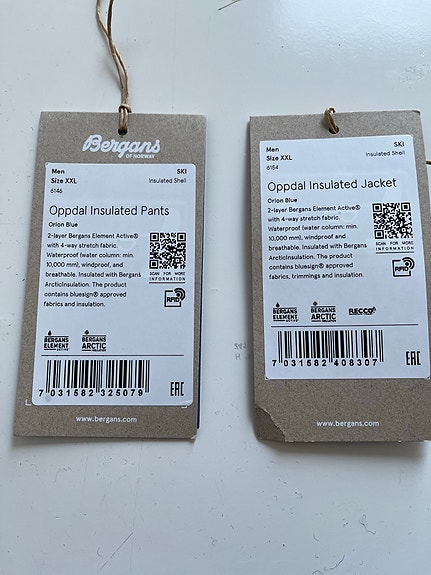 Bergans
OF NORWAY
Men
SKI
Size XXL
Insulated Shell
6146
Oppdal Insulated Pants
Orion Blue
2-layer Bergans Element Active®
with 4-way stretch fabric.
Waterproof (water column: min.
10,000 mm), windproof, and
breathable. Insulated with Bergans
ArcticInsulation. The product
contains bluesign® approved
fabrics and insulation.
SCAN FOR MORE
INFORMATION
RFID
BERGANS
ELEMENT
ACTIVE
BERGANS
ARCTIC
INSULATION
7 031582 325079
EAC
www.bergans.com
Men
SKI
Size XXL
Insulated Shell
6154
Oppdal Insulated Jacket
Orion Blue
2-layer Bergans Element Active®
with 4-way stretch fabric.
Waterproof (water column: min.
10,000 mm), windproof, and
breathable. Insulated with Bergans
ArcticInsulation. The product
contains bluesign® approved
fabrics, trimmings and insulation.
SCAN FOR MORE
INFORMATION
RFID
BERGANS
ELEMENT
ACTIVE
BERGANS
ARCTIC
INSULATION
RECCO®
7 031582 408307
EAC
www.bergans.com